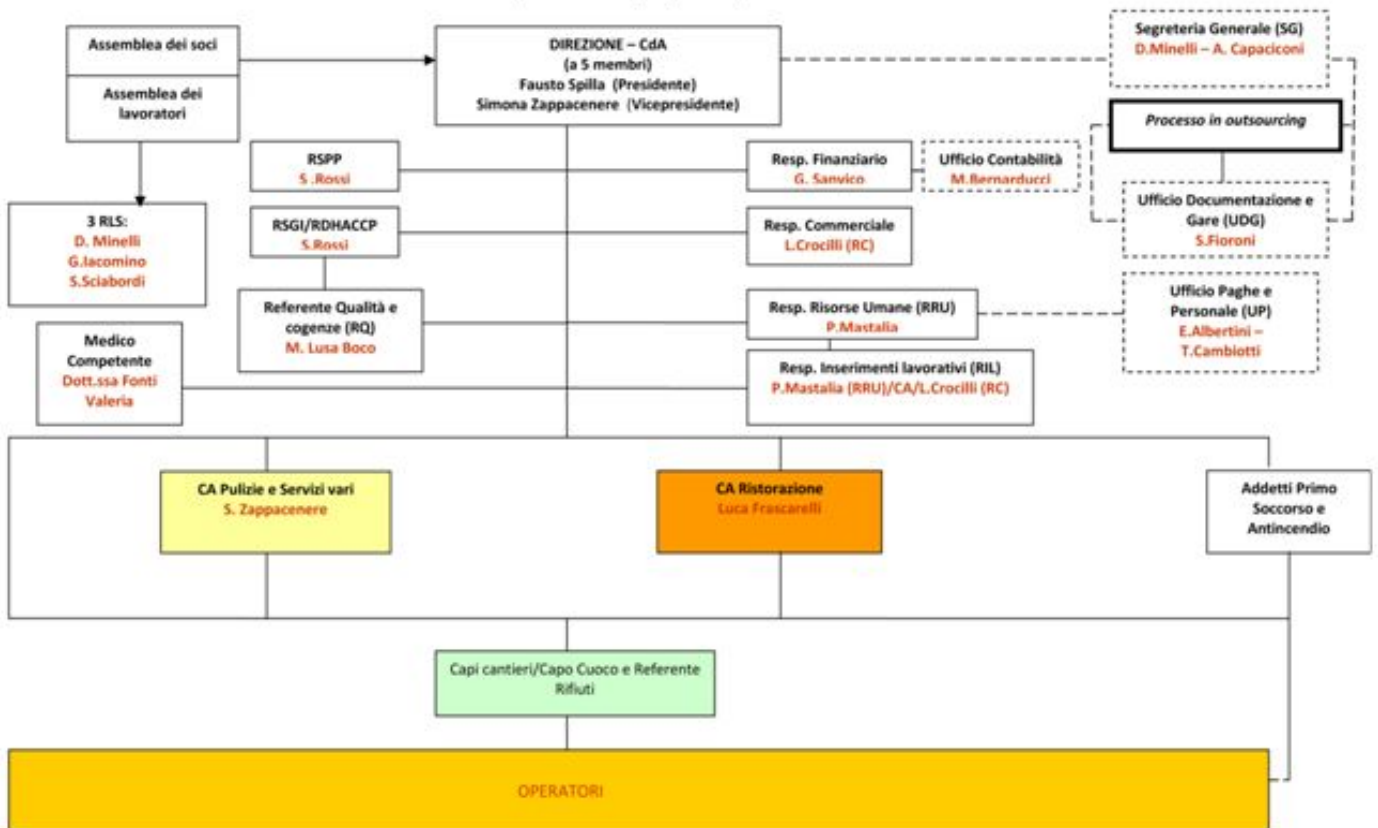 Assemblea dei soci
Assemblea dei
lavoratori
DIREZIONE – CdA
(a 5 membri)
Fausto Spilla (Presidente)
Simona Zappacenere (Vicepresidente)
Segreteria Generale (SG)
D.Minelli – A. Capaciconi
Processo in outsourcing
RSPP
S .Rossi
Resp. Finanziario
G. Sanvico
Ufficio Contabilità
M.Bernarducci
Ufficio Documentazione e
Gare (UDG)
S.Fioroni
3 RLS:
D. Minelli
G.Iacomino
S.Sciabordi
RSGI/RDHACCP
S.Rossi
Resp. Commerciale
L.Crocilli (RC)
Referente Qualità e
cogenze (RQ)
M. Lusa Boco
Resp. Risorse Umane (RRU)
P.Mastalia
Ufficio Paghe e
Personale (UP)
E.Albertini –
T.Cambiotti
Medico
Competente
Dott.ssa Fonti
Valeria
Resp. Inserimenti lavorativi (RIL)
P.Mastalia (RRU)/CA/L.Crocilli (RC)
CA Pulizie e Servizi vari
S. Zappacenere
CA Ristorazione
Luca Frascarelli
Addetti Primo
Soccorso e
Antincendio
Capi cantieri/Capo Cuoco e Referente
Rifiuti
OPERATORI